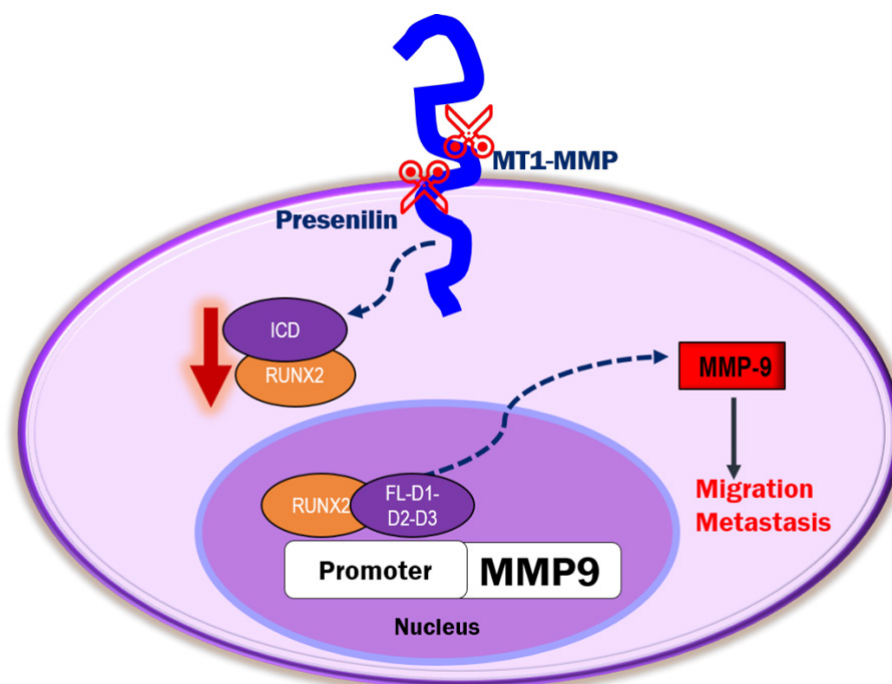 MT1-MMP
Presenilin
ICD
RUNX2
MMP-9
Migration
Metastasis
RUNX2
FL-D1-
D2-D3
Promoter
MMP9
Nucleus